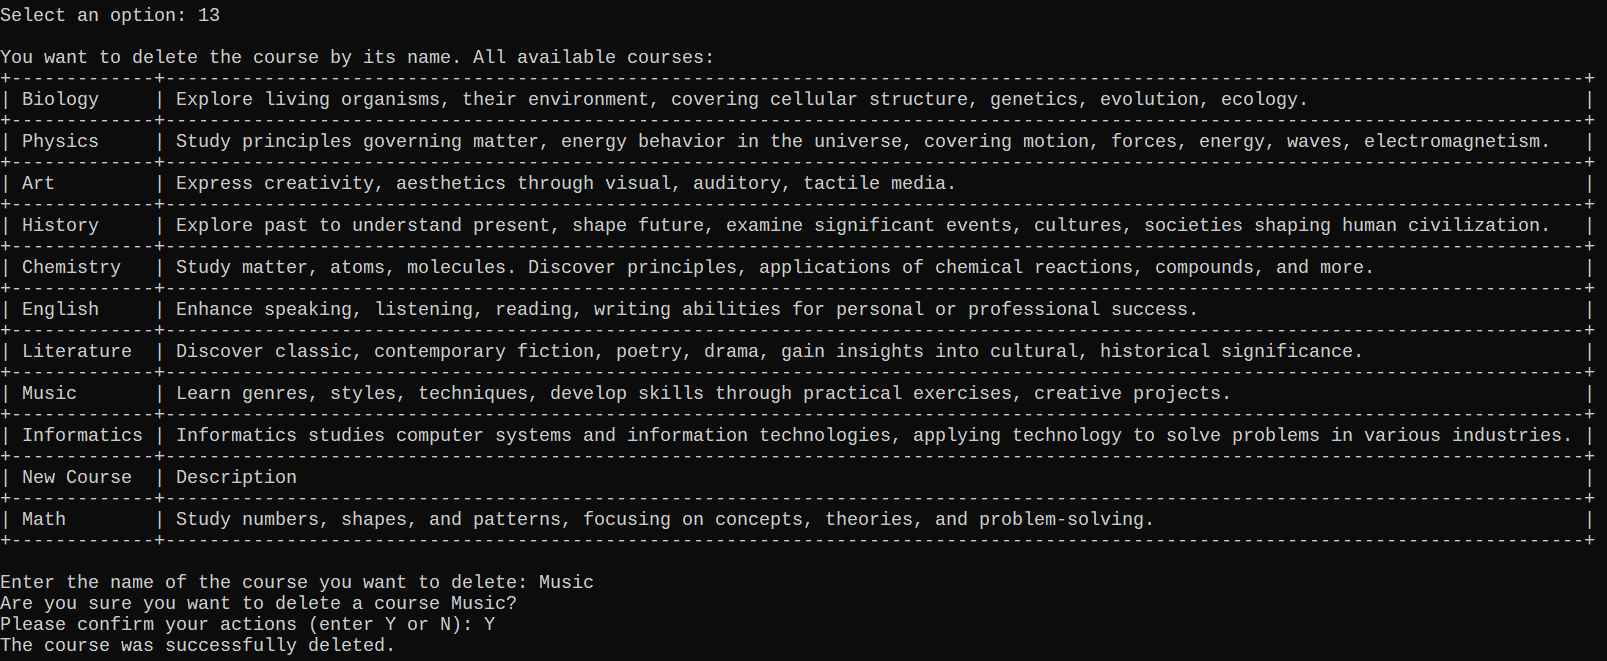 Select an option: 13
You want to delete the course by its name. All available courses:
+-------------+---------------------------------------------------------------------------------------------------------------------------------+
| Biology     | Explore living organisms, their environment, covering cellular structure, genetics, evolution, ecology.                         |
+-------------+---------------------------------------------------------------------------------------------------------------------------------+
| Physics     | Study principles governing matter, energy behavior in the universe, covering motion, forces, energy, waves, electromagnetism.   |
+-------------+---------------------------------------------------------------------------------------------------------------------------------+
| Art         | Express creativity, aesthetics through visual, auditory, tactile media.                                                         |
+-------------+---------------------------------------------------------------------------------------------------------------------------------+
| History     | Explore past to understand present, shape future, examine significant events, cultures, societies shaping human civilization.   |
+-------------+---------------------------------------------------------------------------------------------------------------------------------+
| Chemistry   | Study matter, atoms, molecules. Discover principles, applications of chemical reactions, compounds, and more.                   |
+-------------+---------------------------------------------------------------------------------------------------------------------------------+
| English     | Enhance speaking, listening, reading, writing abilities for personal or professional success.                                   |
+-------------+---------------------------------------------------------------------------------------------------------------------------------+
| Literature  | Discover classic, contemporary fiction, poetry, drama, gain insights into cultural, historical significance.                    |
+-------------+---------------------------------------------------------------------------------------------------------------------------------+
| Music       | Learn genres, styles, techniques, develop skills through practical exercises, creative projects.                                |
+-------------+---------------------------------------------------------------------------------------------------------------------------------+
| Informatics | Informatics studies computer systems and information technologies, applying technology to solve problems in various industries. |
+-------------+---------------------------------------------------------------------------------------------------------------------------------+
| New Course  | Description                                                                                                                     |
+-------------+---------------------------------------------------------------------------------------------------------------------------------+
| Math        | Study numbers, shapes, and patterns, focusing on concepts, theories, and problem-solving.                                       |
+-------------+---------------------------------------------------------------------------------------------------------------------------------+
Enter the name of the course you want to delete: Music
Are you sure you want to delete a course Music?
Please confirm your actions (enter Y or N): Y
The course was successfully deleted.